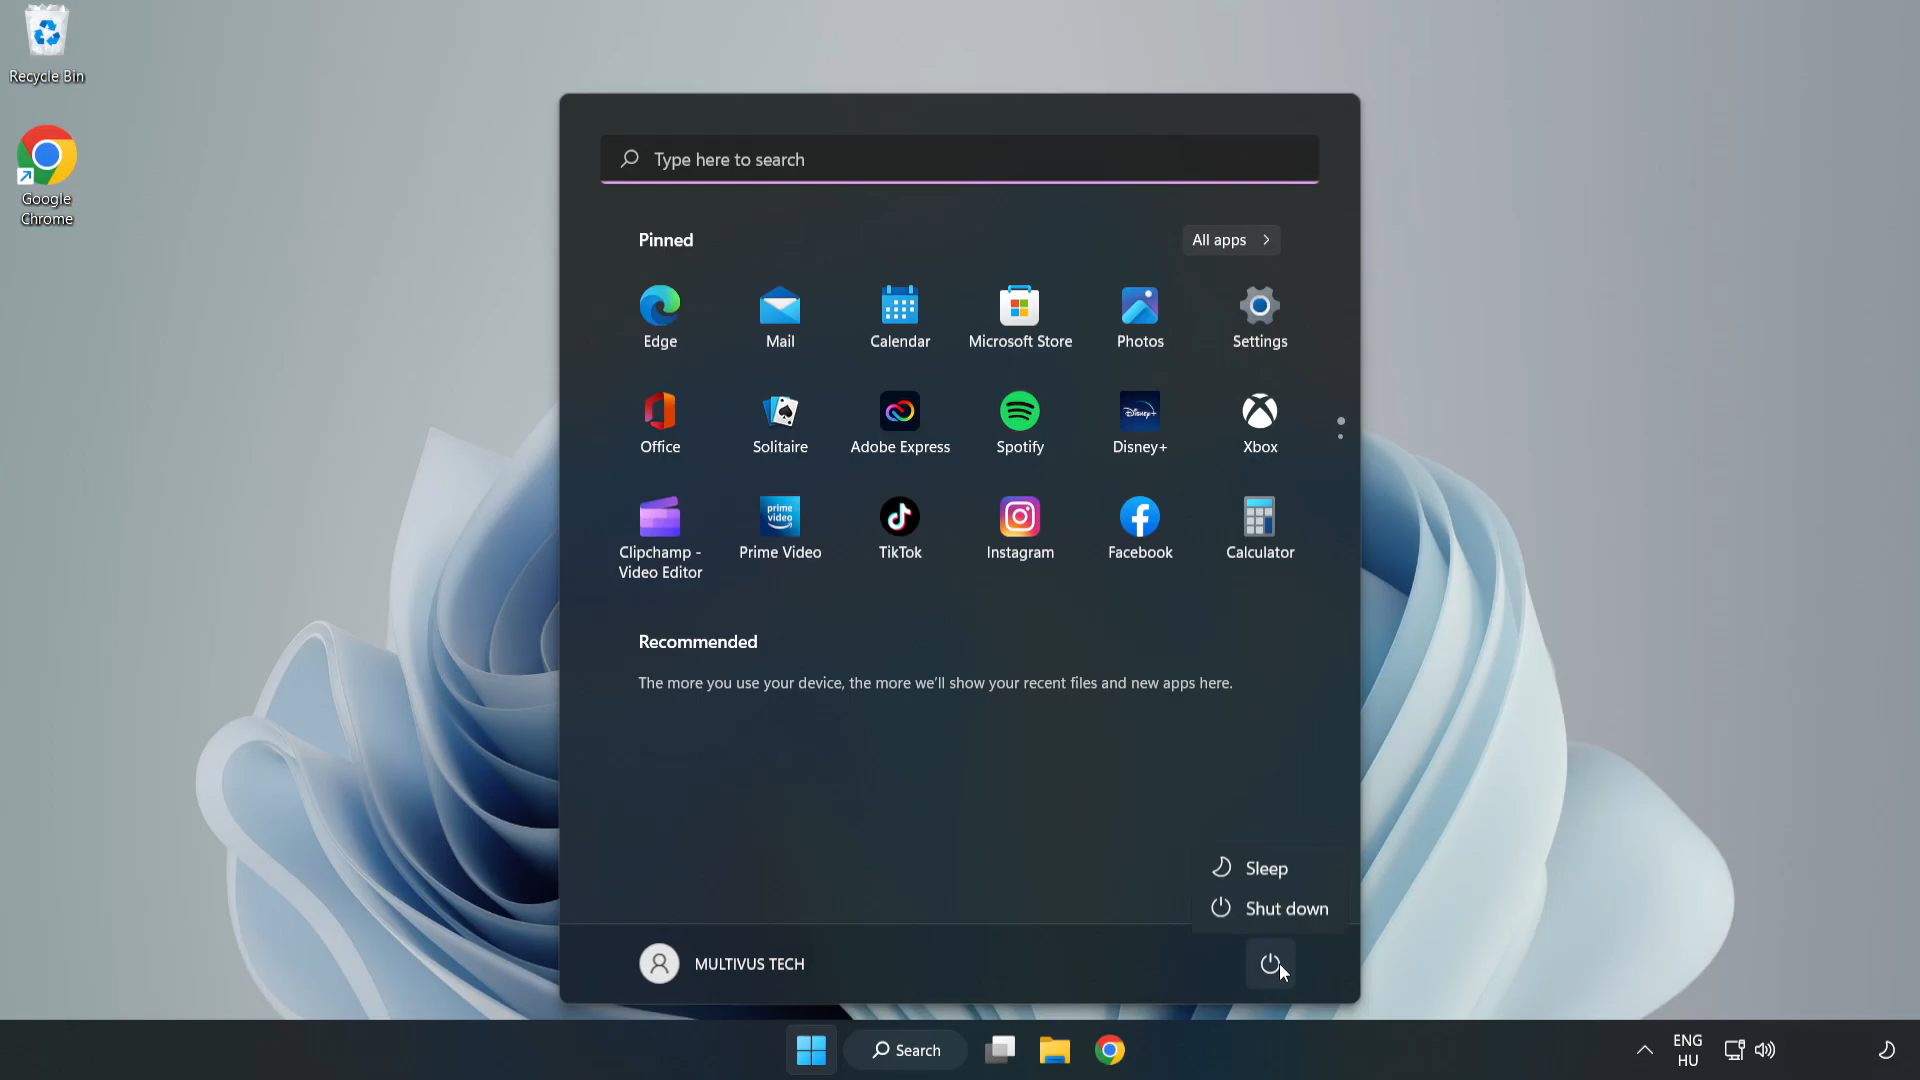 Recycle Bin
Google
Chrome
Type here to search
Pinned
All apps
Edge
Mail
Calendar
Microsoft Store
Photos
Settings
Office
Solitaire
Adobe Express
Spotify
Disney+
Disney+
Xbox
prime
video
Clipchamp -
Video Editor
Prime Video
TikTok
Instagram
Facebook
Calculator
Recommended
The more you use your device, the more we'll show your recent files and new apps here.
Sleep
Shut down
MULTIVUS TECH
Search
ENG
HU